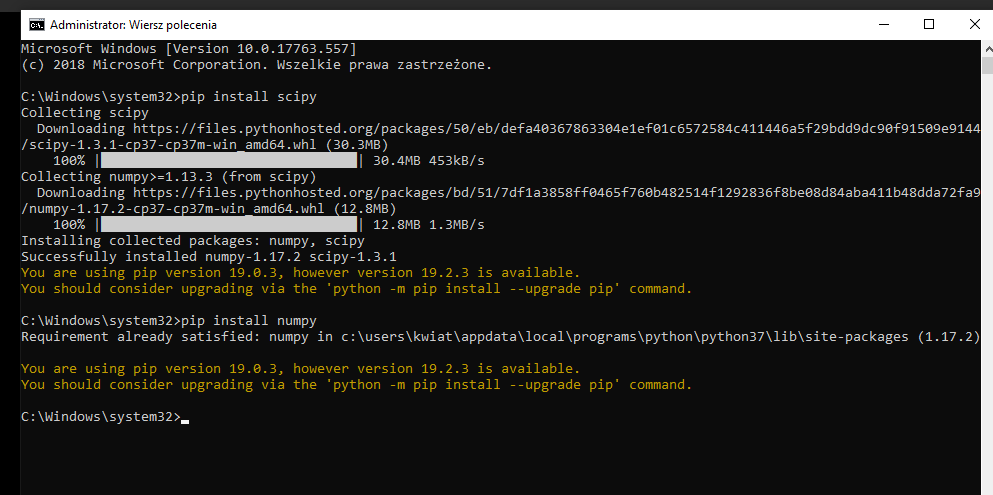 Administrator: Wiersz polecenia
Microsoft Windows [Version 10.0.17763.557]
(c) 2018 Microsoft Corporation. Wszelkie prawa zastrzeżone.
C:\Windows\system32>pip install scipy
Collecting scipy
Downloading https://files.pythonhosted.org/packages/50/eb/defa40367863304e1ef01c6572584c411446a5f29bdd9dc90f91509e9144
/scipy-1.3.1-cp37-cp37m-win_amd64.whl (30.3MB)
100% |████████████████████████████████| 30.4MB 453kB/s
Collecting numpy>=1.13.3 (from scipy)
Downloading https://files.pythonhosted.org/packages/bd/51/7df1a3858ff0465f760b482514f1292836f8be08d84aba411b48dda72fa9
/numpy-1.17.2-cp37-cp37m-win_amd64.whl (12.8MB)
100% |████████████████████████████████| 12.8MB 1.3MB/s
Installing collected packages: numpy, scipy
Successfully installed numpy-1.17.2 scipy-1.3.1
You are using pip version 19.0.3, however version 19.2.3 is available.
You should consider upgrading via the 'python -m pip install --upgrade pip' command.
C:\Windows\system32>pip install numpy
Requirement already satisfied: numpy in c:\users\kwiat\appdata\local\programs\python\python37\lib\site-packages (1.17.2)
You are using pip version 19.0.3, however version 19.2.3 is available.
You should consider upgrading via the 'python -m pip install --upgrade pip' command.
C:\Windows\system32>